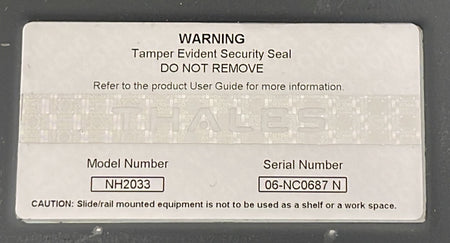 WARNING
Tamper Evident Security Seal
DO NOT REMOVE
Refer to the product User Guide for more information.
THALES
Model Number Serial Number
NH2033 06-NC0687 N
CAUTION: Slide/rail mounted equipment is not to be used as a shelf or a work space.